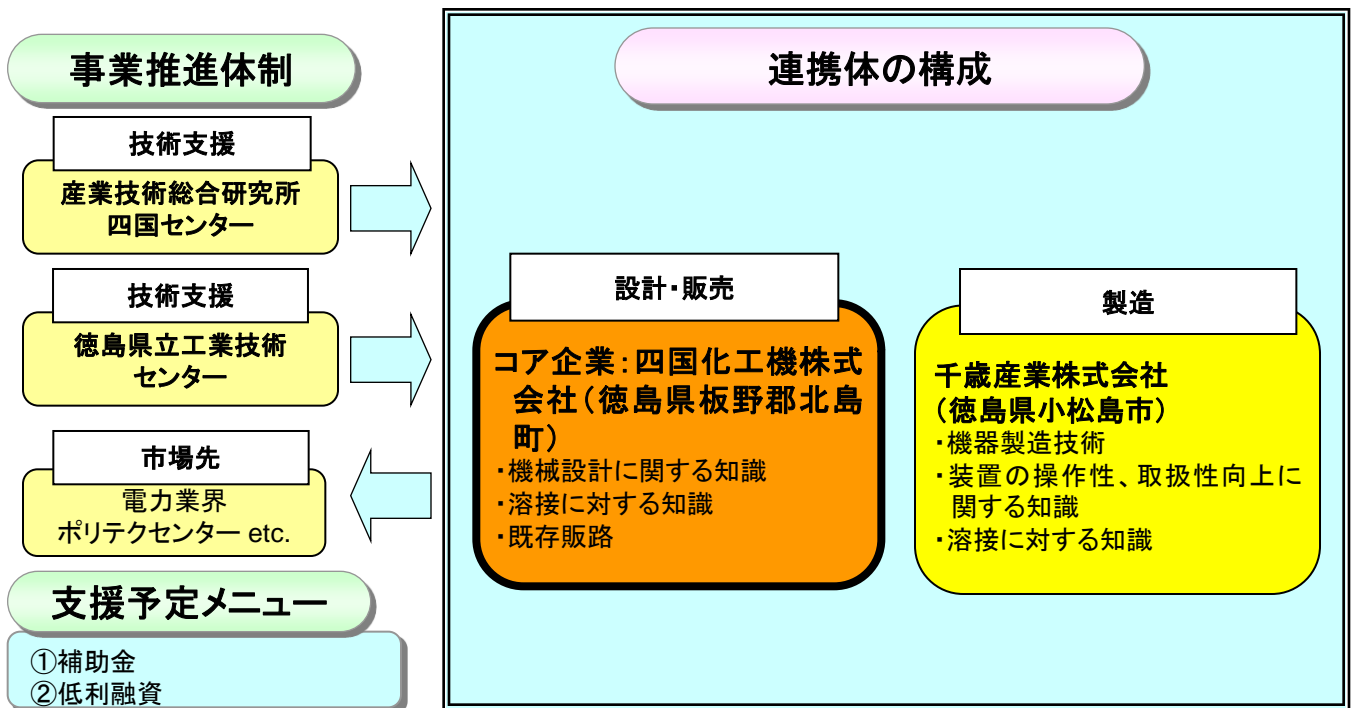 事業推進体制
技術支援
産業技術総合研究所
四国センター
技術支援
徳島県立工業技術
センター
市場先
電力業界
ポリテクセンター etc.
支援予定メニュー
①補助金
②低利融資
連携体の構成
設計・販売
コア企業：四国化工機株式
会社（徳島県板野郡北島
町）
・機械設計に関する知識
・溶接に対する知識
・既存販路
製造
千歳産業株式会社
（徳島県小松島市）
・機器製造技術
・装置の操作性、取扱性向上に
関する知識
・溶接に対する知識